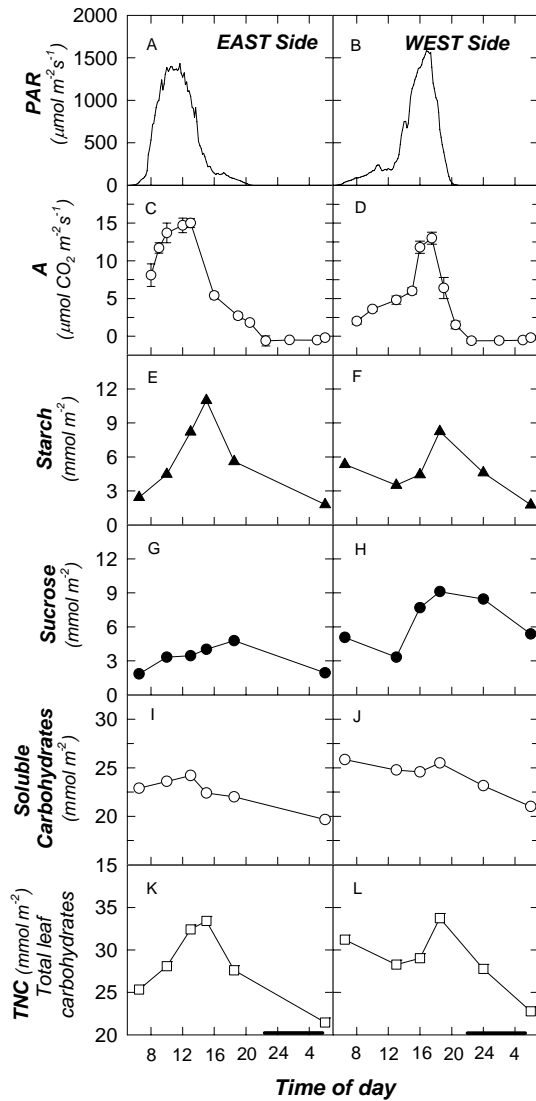 2000
1500
1000
500
0
PAR
(μmol m-2s-1)
A
EAST Side
B
WEST Side
15
10
5
0
A
(μmol CO2 m-2s-1)
C
D
12
9
6
3
0
Starch
(mmol m-2)
E
F
9
6
3
0
Sucrose
(mmol m-2)
G
H
30
25
20
15
Soluble
Carbohydrates
(mmol m-2)
I
J
35
30
25
20
TNC (mmol m-2)
Total leaf
carbohydrates
K
L
8 12 16 20 24 4
8 12 16 20 24 4
Time of day